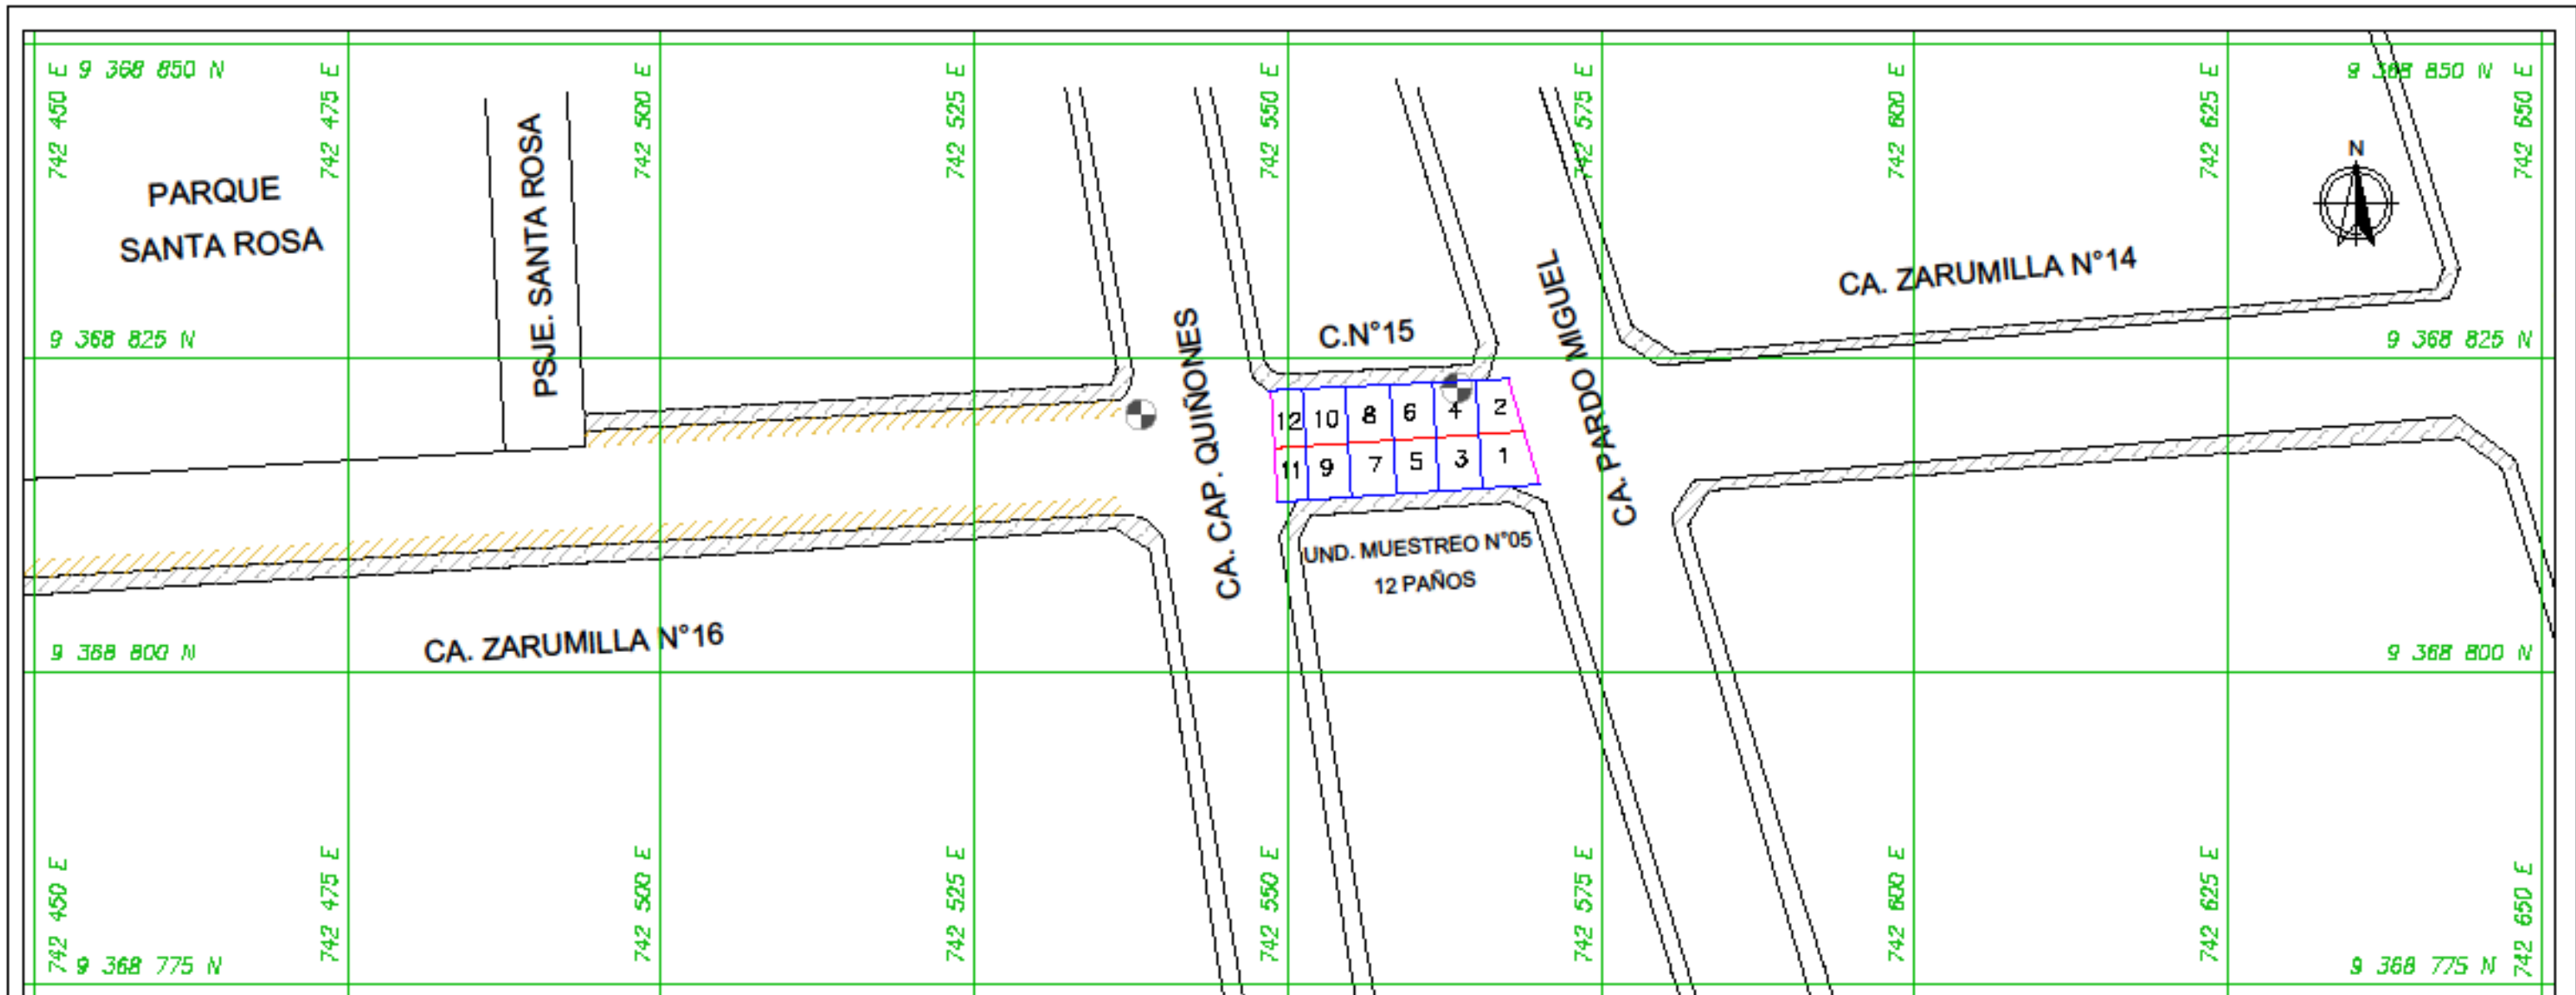 9 368 850 N
9 368 850 N
742 450 E
742 475 E
742 500 E
742 525 E
742 550 E
742 575 E
742 600 E
742 625 E
742 650 E
N
PARQUE
SANTA ROSA
PSJE. SANTA ROSA
CA. ZARUMILLA N°14
CA. CAP. QUIÑONES
C.N°15
CA. PARDO MIGUEL
9 368 825 N
9 368 825 N
12 10 8 6 4 2
11 9 7 5 3 1
UND. MUESTREO N°05
12 PAÑOS
CA. ZARUMILLA N°16
9 368 800 N
9 368 800 N
742 450 E
742 475 E
742 500 E
742 525 E
742 550 E
742 575 E
742 600 E
742 625 E
742 650 E
9 368 775 N
9 368 775 N